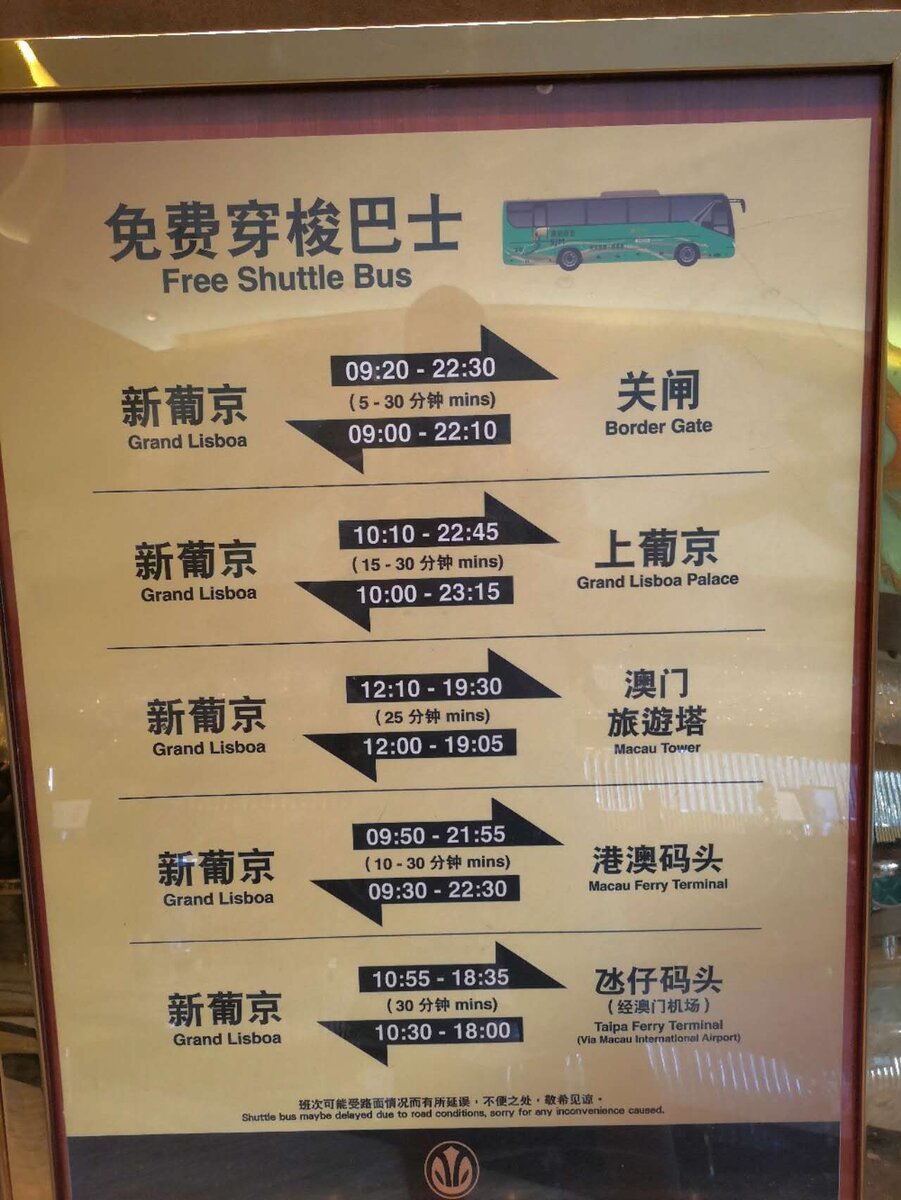 免费穿梭巴士
Free Shuttle Bus
09:20 - 22:30
新葡京
Grand Lisboa
(5 - 30 分钟 mins)
关闸
Border Gate
09:00 - 22:10
10:10 - 22:45
新葡京
Grand Lisboa
(15 - 30 分钟 mins)
上葡京
Grand Lisboa Palace
10:00 - 23:15
12:10 - 19:30
新葡京
Grand Lisboa
(25 分钟 mins)
澳门
旅遊塔
Macau Tower
12:00 - 19:05
09:50 - 21:55
新葡京
Grand Lisboa
(10 - 30 分钟 mins)
港澳码头
Macau Ferry Terminal
09:30 - 22:30
10:55 - 18:35
新葡京
Grand Lisboa
(30 分钟 mins)
氹仔码头
(经澳门机场)
Taipa Ferry Terminal
(Via Macau International Airport)
10:30 - 18:00
班次可能受路面情况而有所延误，不便之处，敬希见谅。
Shuttle bus maybe delayed due to road conditions, sorry for any inconvenience caused.